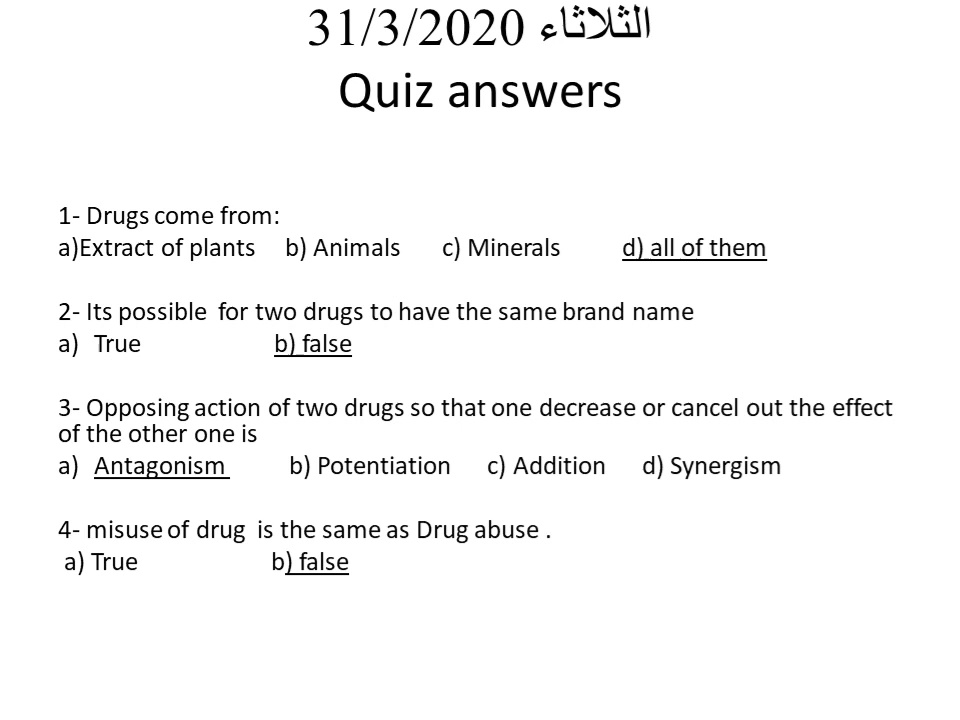 الثلاثاء 31/3/2020
Quiz answers
1- Drugs come from:
a)Extract of plants b) Animals c) Minerals d) all of them
2- Its possible for two drugs to have the same brand name
a) True b) false
3- Opposing action of two drugs so that one decrease or cancel out the effect
of the other one is
a) Antagonism b) Potentiation c) Addition d) Synergism
4- misuse of drug is the same as Drug abuse .
a) True b) false